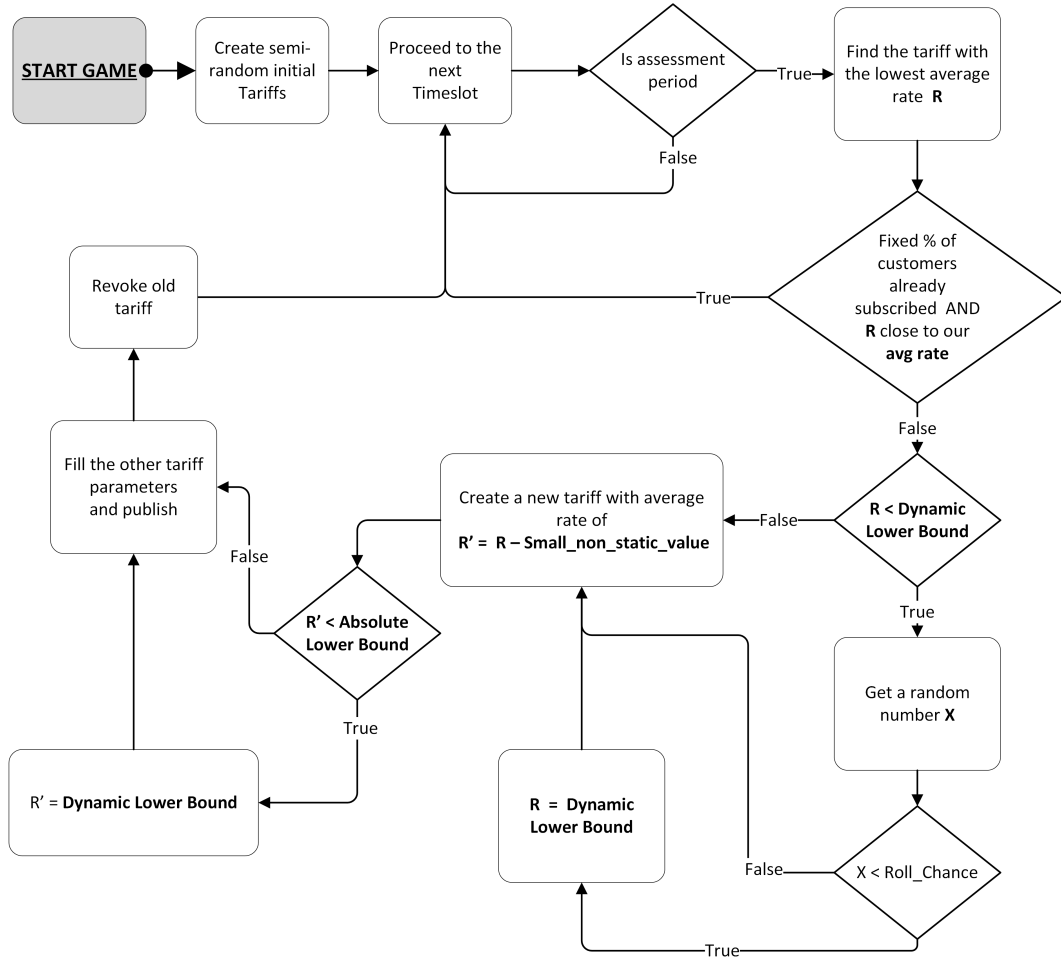 START GAME
Create semi-
random initial
Tariffs
Proceed to the
next
Timeslot
Is assessment
period
True
Find the tariff with
the lowest average
rate R
False
Fixed % of
customers
already
subscribed AND
R close to our
avg rate
True
Revoke old
tariff
False
Fill the other tariff
parameters
and publish
Create a new tariff with average
rate of
R' = R – Small_non_static_value
False
R < Dynamic
Lower Bound
False
R' < Absolute
Lower Bound
True
Get a random
number X
True
R' = Dynamic Lower Bound
R = Dynamic
Lower Bound
False
X < Roll_Chance
True